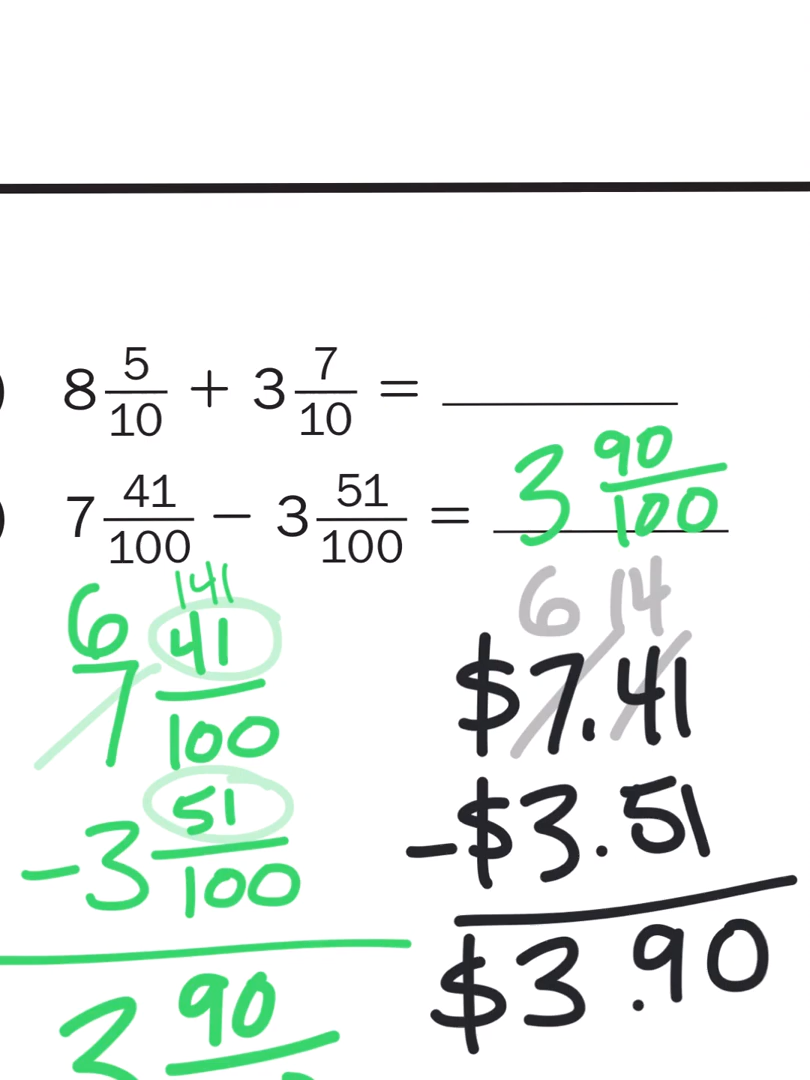 ) 8 5/10 + 3 7/10 = ________
) 7 41/100 − 3 51/100 = 3 90/100
6 141
7 41/100
- 3 51/100
3 90
6 14
$7.41
-$3.51
$3.90